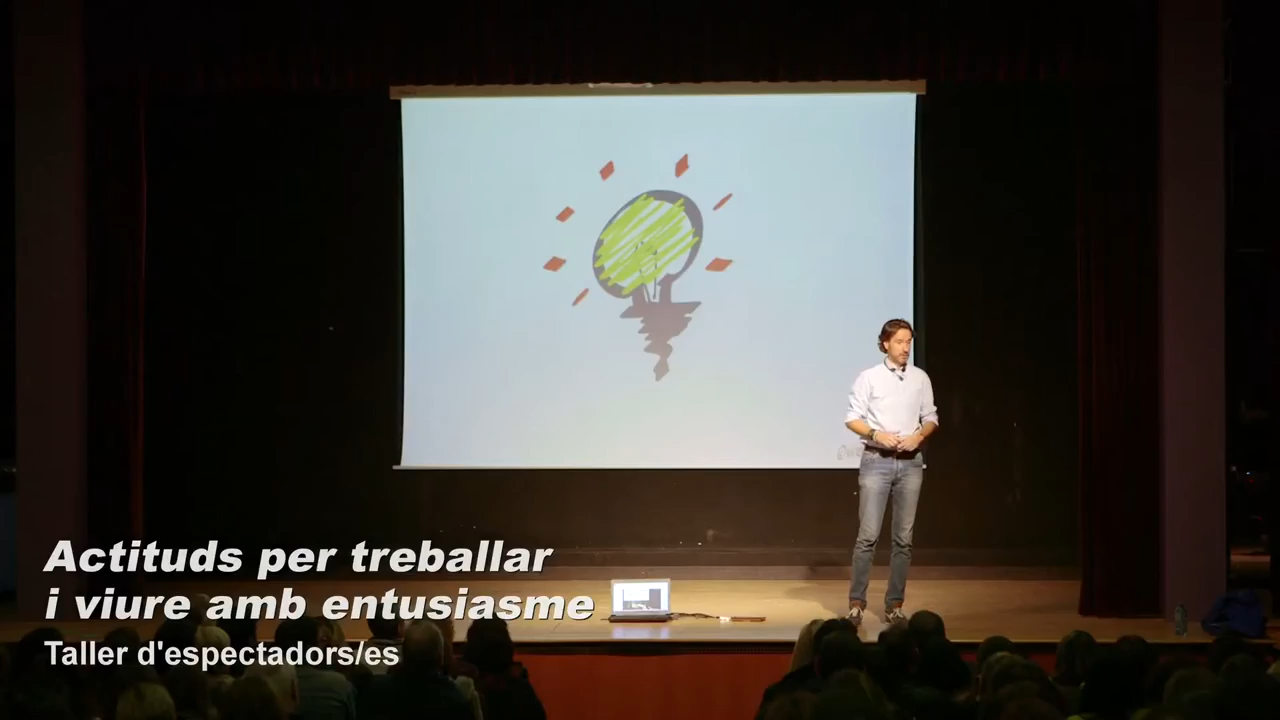 Actituds per treballar
i viure amb entusiasme
Taller d'espectadors/es